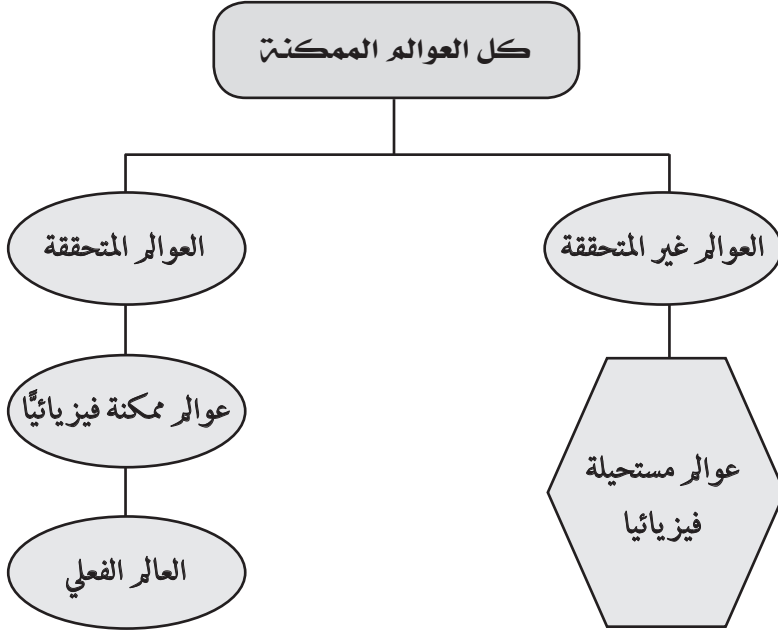 كل العوالم الممكنة
العوالم غير المتحققة
العوالم المتحققة
عوالم ممكنة فيزيائيًّا
عوالم مستحيلة
فيزيائيا
العالم الفعلي